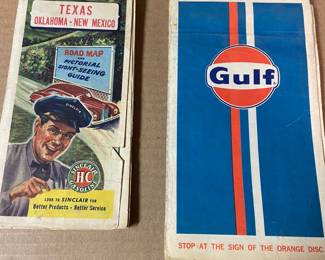 TEXAS
OKLAHOMA - NEW MEXICO
ROAD MAP
AND
PICTORIAL
SIGHT-SEEING
GUIDE
SINCLAIR
H-C
GASOLINE
LOOK TO SINCLAIR FOR
Better Products - Better Service
Gulf
STOP AT THE SIGN OF THE ORANGE DISC